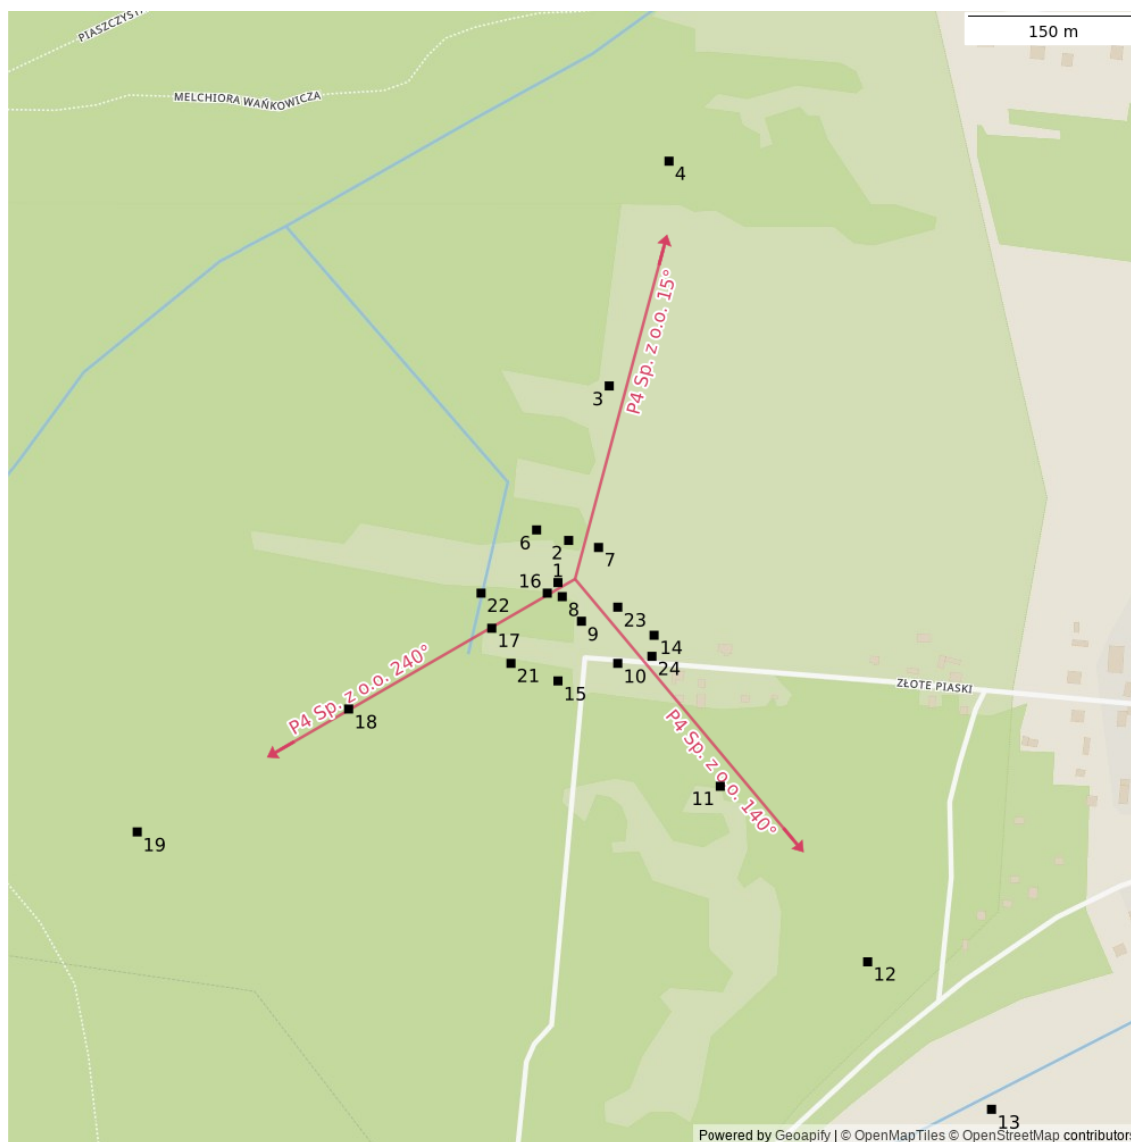 PIASZCZYST
150 m
MELCHIORA WAŃKOWICZA
4
P4 Sp. z o.o. 15°
3
6
2
7
1
16
8
22
23
9
17
14
24
10
21
15
ZŁOTE PIASKI
P4 Sp. z o.o. 240°
18
P4 Sp. z o.o. 140°
11
19
12
13
Powered by Geoapify | © OpenMapTiles © OpenStreetMap contributors